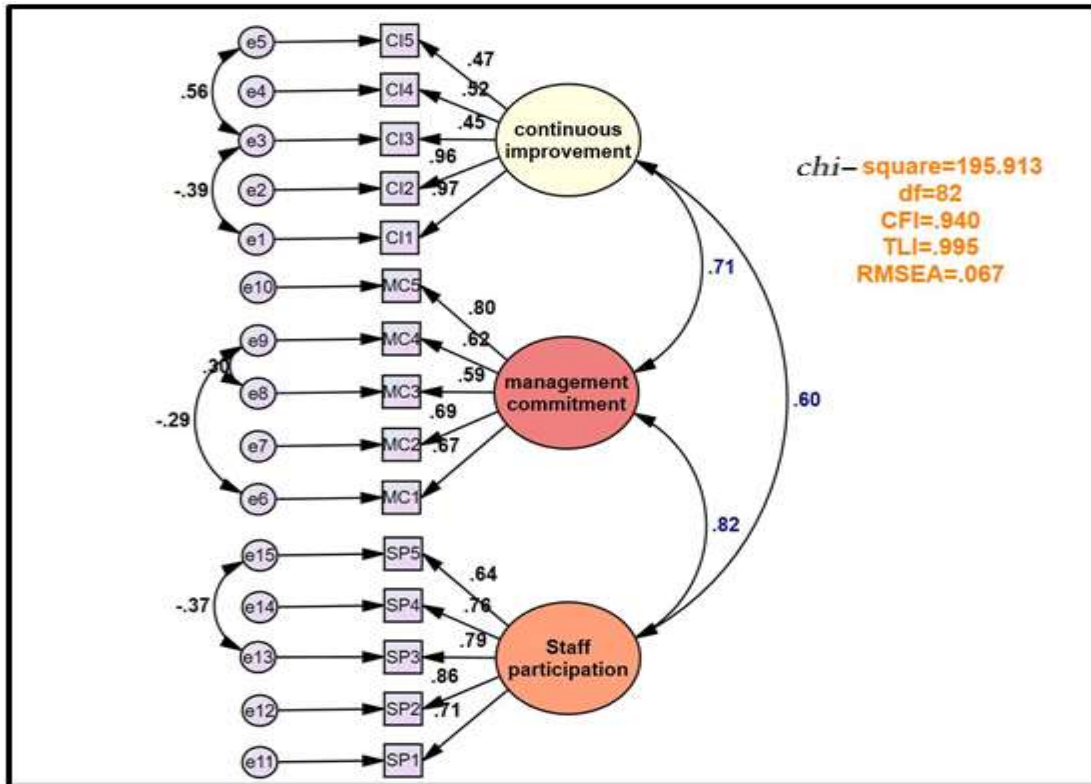 e5 CI5 .47
e4 CI4 .52
.56
continuous
improvement
e3 CI3 .45
.96
-.39
e2 CI2 .97
e1 CI1
chi- square=195.913
df=82
CFI=.940
TLI=.995
RMSEA=.067
.71
e10 MC5 .80
e9 MC4 .62
.30
e8 MC3 .59
management
commitment
.60
-.29
.69
e7 MC2 .67
e6 MC1
.82
e15 SP5 .64
-.37
e14 SP4 .76
e13 SP3 .79
Staff
participation
.86
e12 SP2 .71
e11 SP1